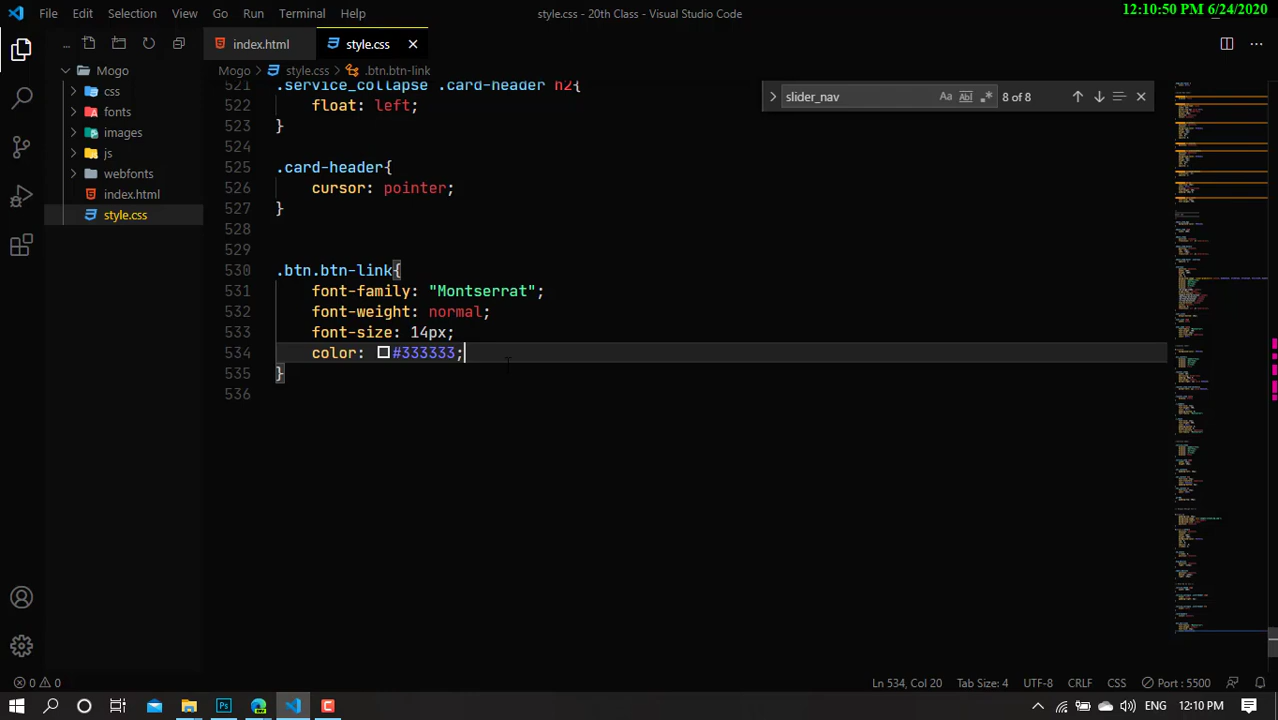 File Edit Selection View Go Run Terminal Help
style.css - 20th Class - Visual Studio Code
12:10:50 PM 6/24/2020
...
index.html
style.css
Mogo > style.css > .btn.btn-link
Mogo
css
fonts
images
js
webfonts
index.html
style.css
slider_nav
Aa Ab| .*
8 of 8
521 .service_collapse .card-header h2{
522 float: left;
523 }
524
525 .card-header{
526 cursor: pointer;
527 }
528
529
530 .btn.btn-link{
531 font-family: "Montserrat";
532 font-weight: normal;
533 font-size: 14px;
534 color: #333333;
535 }
536
0 0
Ln 534, Col 20 Tab Size: 4 UTF-8 CRLF CSS Port : 5500
Ps
C
ENG 12:10 PM